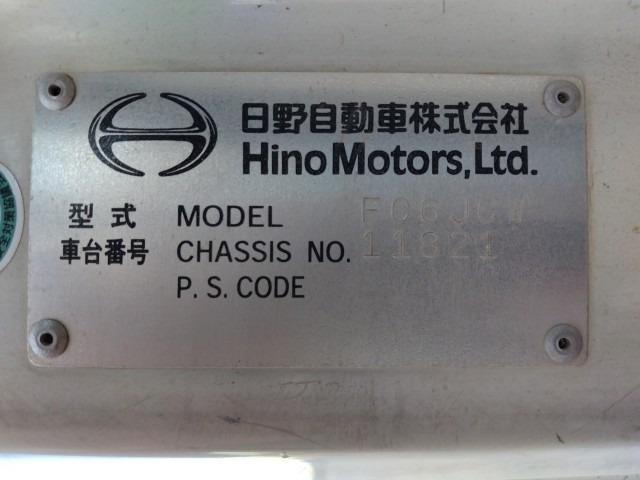 日野自動車株式会社
Hino Motors, Ltd.
型式 MODEL
車台番号 CHASSIS NO. 11821
P. S. CODE